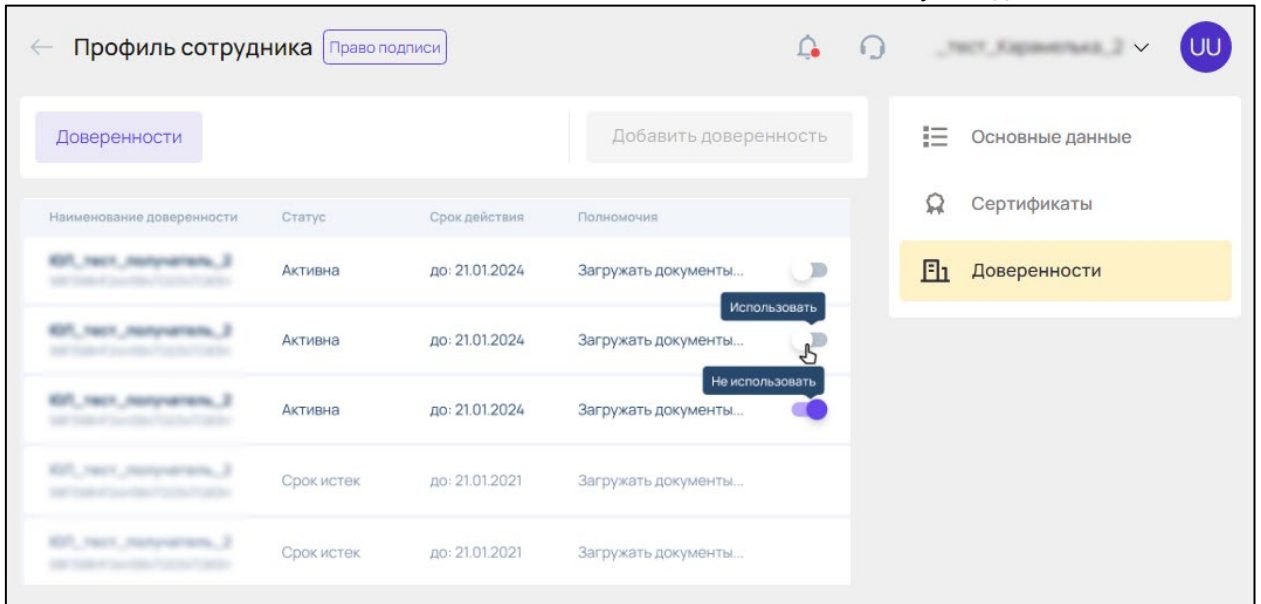 Профиль сотрудника Право подписи
UU
Доверенности Добавить доверенность
Основные данные
Сертификаты
Доверенности
Наименование доверенности Статус Срок действия Полномочия
Активна до: 21.01.2024 Загружать документы...
Использовать
Активна до: 21.01.2024 Загружать документы...
Не использовать
Активна до: 21.01.2024 Загружать документы...
Срок истек до: 21.01.2021 Загружать документы...
Срок истек до: 21.01.2021 Загружать документы...